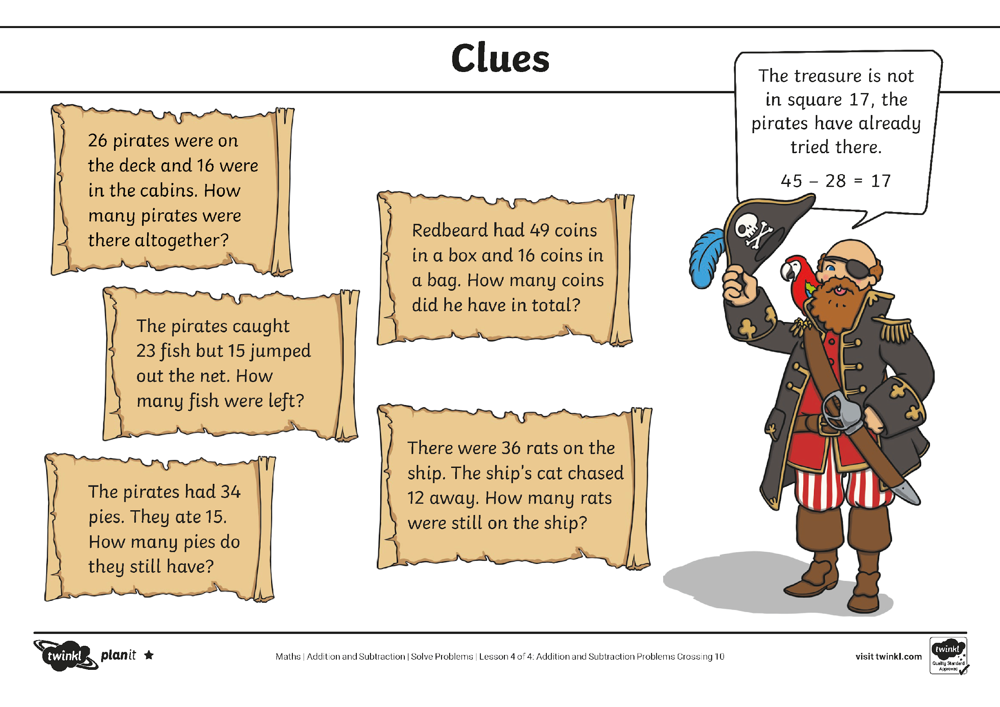 Clues
The treasure is not
in square 17, the
pirates have already
tried there.
45 – 28 = 17
26 pirates were on
the deck and 16 were
in the cabins. How
many pirates were
there altogether?
Redbeard had 49 coins
in a box and 16 coins in
a bag. How many coins
did he have in total?
The pirates caught
23 fish but 15 jumped
out the net. How
many fish were left?
There were 36 rats on the
ship. The ship's cat chased
12 away. How many rats
were still on the ship?
The pirates had 34
pies. They ate 15.
How many pies do
they still have?
twinkl planit
Maths | Addition and Subtraction | Solve Problems | Lesson 4 of 4: Addition and Subtraction Problems Crossing 10
visit twinkl.com
twinkl
Quality Standard
Approved